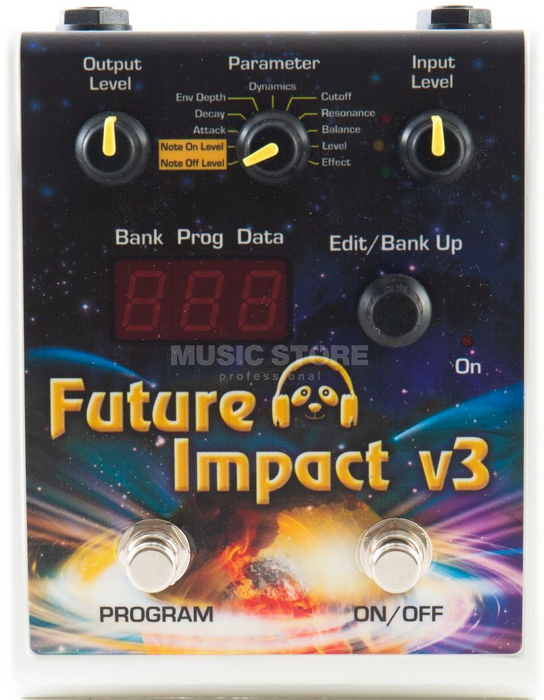 Output
Level
Parameter
Input
Level
Dynamics
Env Depth
Cutoff
Decay
Resonance
Attack
Balance
Note On Level
Level
Note Off Level
Effect
Bank Prog Data
Edit/Bank Up
MUSIC STORE
professional
On
Future
Impact v3
PROGRAM
ON/OFF